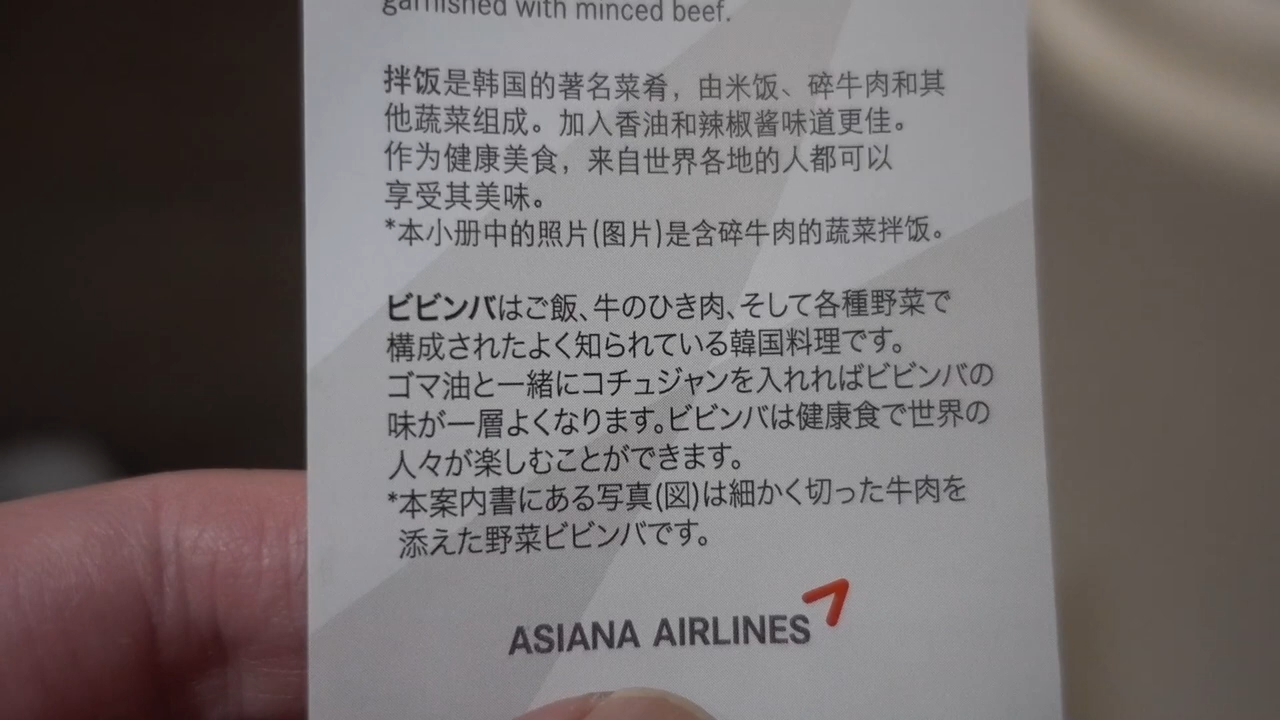 garnished with minced beef.
拌饭是韩国的著名菜肴，由米饭、碎牛肉和其
他蔬菜组成。加入香油和辣椒酱味道更佳。
作为健康美食，来自世界各地的人都可以
享受其美味。
*本小册中的照片(图片)是含碎牛肉的蔬菜拌饭。
ビビンバはご飯、牛のひき肉、そして各種野菜で
構成されたよく知られている韓国料理です。
ゴマ油と一緒にコチュジャンを入れればビビンバの
味が一層よくなります。ビビンバは健康食で世界の
人々が楽しむことができます。
*本案内書にある写真(図)は細かく切った牛肉を
添えた野菜ビビンバです。
ASIANA AIRLINES